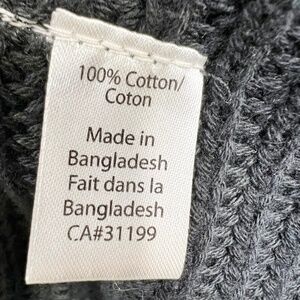 100% Cotton/
Coton
Made in
Bangladesh
Fait dans la
Bangladesh
CA#31199